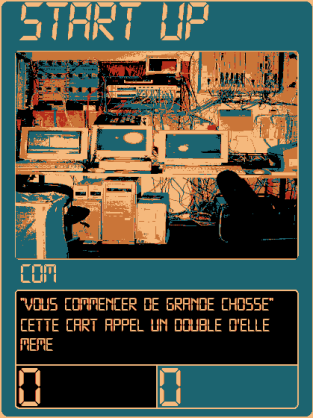 START UP
COM
"VOUS COMMENCER DE GRANDE CHOSSE"
CETTE CART APPEL UN DOUBLE D'ELLE
MEME
0 0